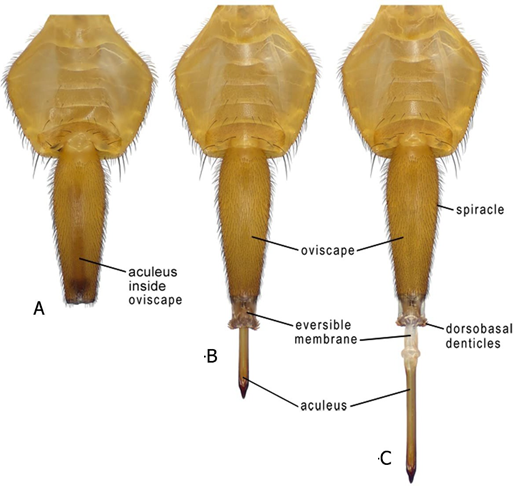 spiracle
oviscape
aculeus
inside
oviscape
A
eversible
membrane
dorsobasal
denticles
B
aculeus
C